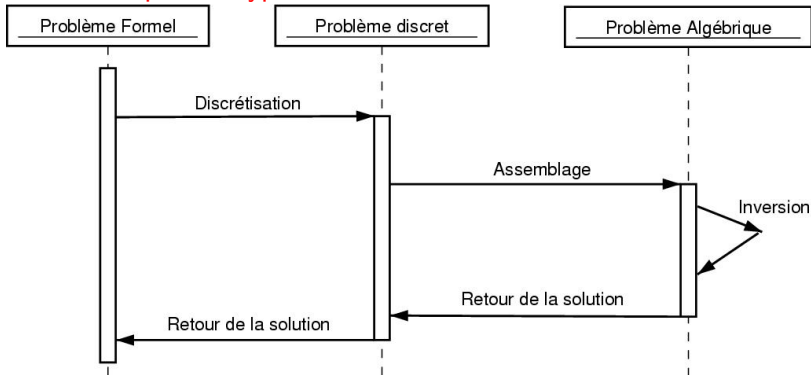 Problème Formel
Problème discret
Problème Algébrique
Discrétisation
Assemblage
Inversion
Retour de la solution
Retour de la solution